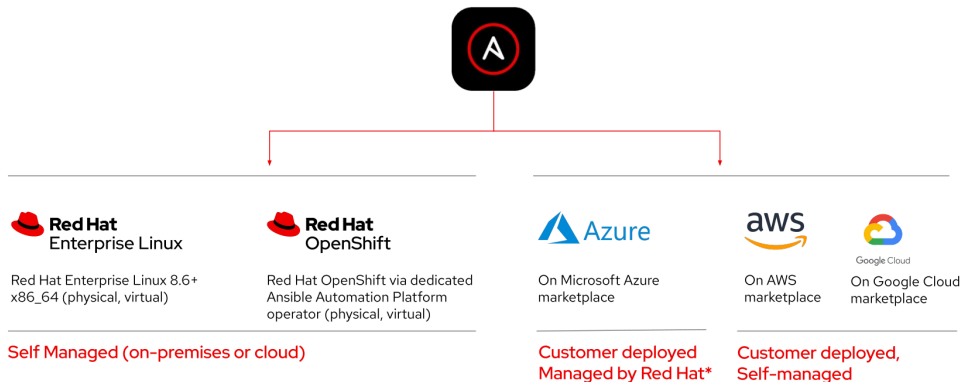 Red Hat
Enterprise Linux
Red Hat Enterprise Linux 8.6+
x86_64 (physical, virtual)
Red Hat
OpenShift
Red Hat OpenShift via dedicated
Ansible Automation Platform
operator (physical, virtual)
Self Managed (on-premises or cloud)
Azure
On Microsoft Azure
marketplace
Customer deployed
Managed by Red Hat*
aws
On AWS
marketplace
Google Cloud
On Google Cloud
marketplace
Customer deployed,
Self-managed